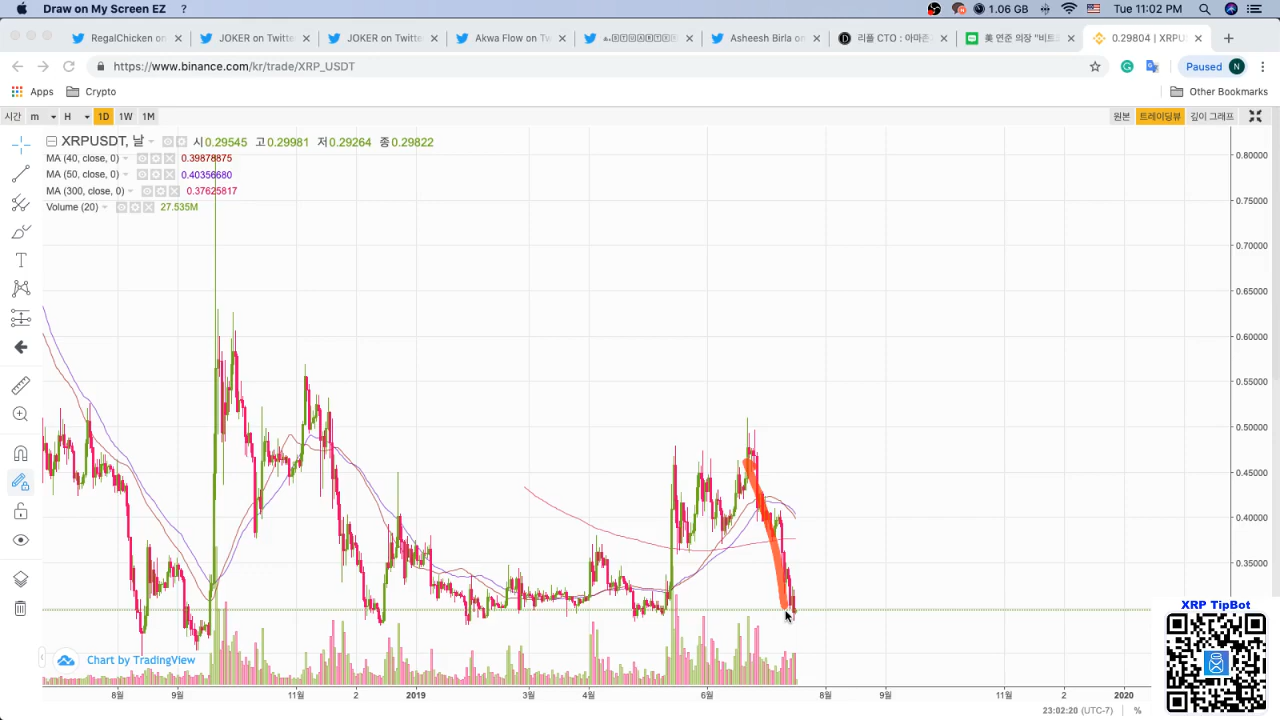 Draw on My Screen EZ ? 1.06 GB Tue 11:02 PM
RegalChicken on JOKER on Twitte JOKER on Twitte Akwa Flow on Tw Asheesh Birla on 리플 CTO : 아마존 美 연준 의장 "비트 0.29804 | XRPU
https://www.binance.com/kr/trade/XRP_USDT Paused N
Apps Crypto Other Bookmarks
시간 m H 1D 1W 1M 원본 트레이딩뷰 깊이 그래프
XRPUSDT, 날 시0.29545 고0.29981 저0.29264 종0.29822
MA (40, close, 0) 0.39878875
MA (50, close, 0) 0.40356680
MA (300, close, 0) 0.37625817
Volume (20) 27.535M
0.80000
0.75000
0.70000
0.65000
0.60000
0.55000
0.50000
0.45000
0.40000
0.35000
XRP TipBot
Chart by TradingView
8월 9월 11월 2 2019 3월 4월 6월 8월 9월 11월 2 2020
23:02:20 (UTC-7) %